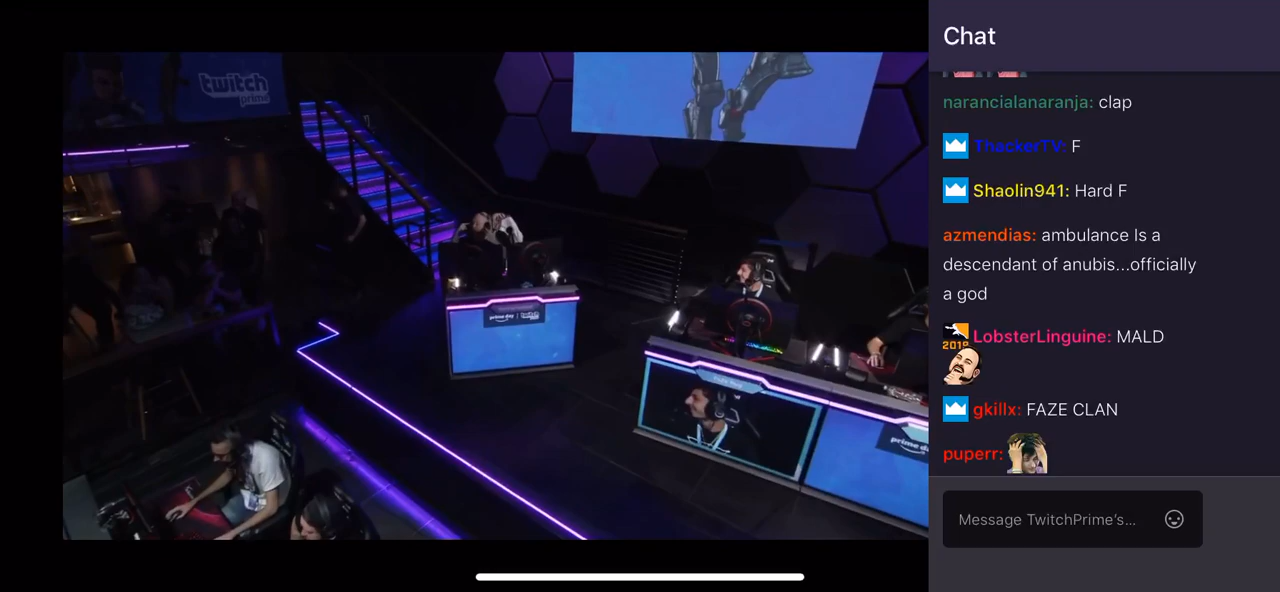 twitch
prime
prime day
prime d
Chat
narancialanaranja: clap
ThackerTV: F
Shaolin941: Hard F
azmendias: ambulance Is a
descendant of anubis...officially
a god
2019
LobsterLinguine: MALD
gkillx: FAZE CLAN
puperr:
Message TwitchPrime's...